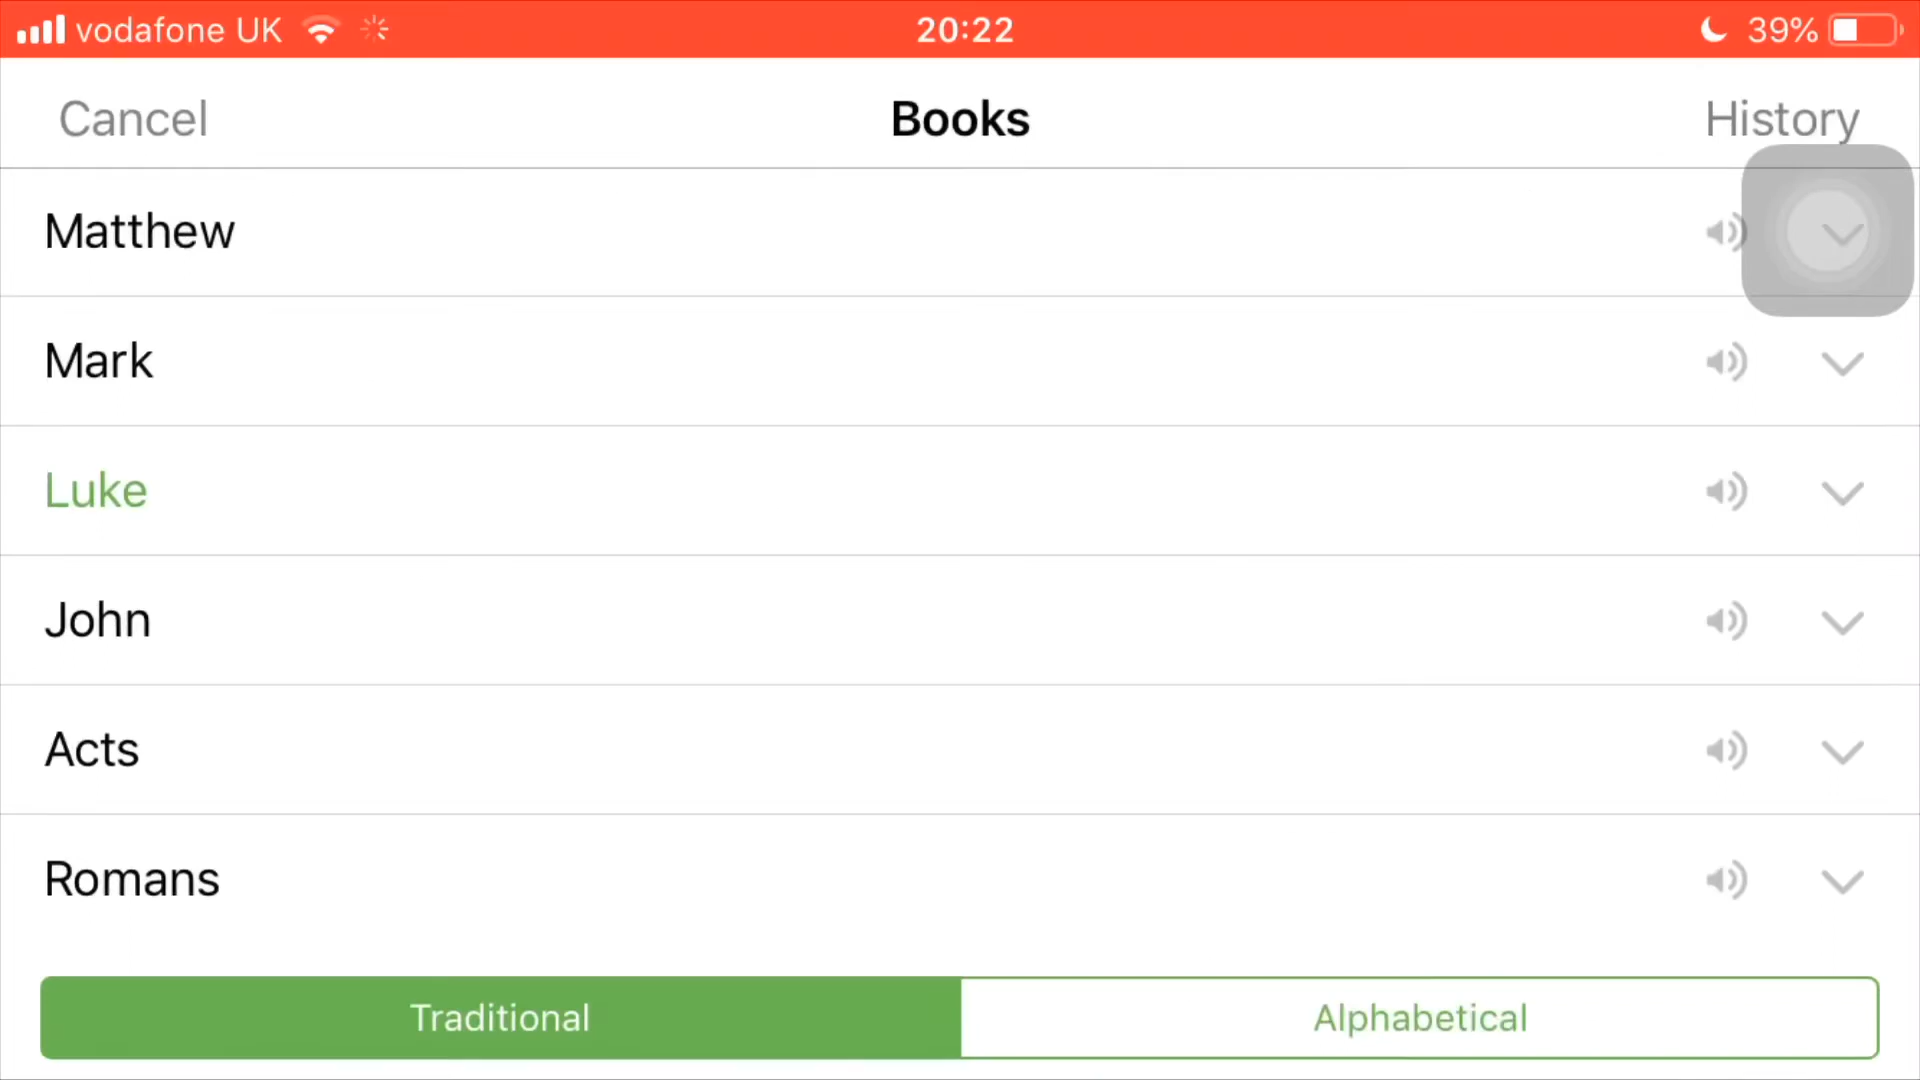 vodafone UK 20:22 39%
Cancel Books History
Matthew
Mark
Luke
John
Acts
Romans
Traditional Alphabetical